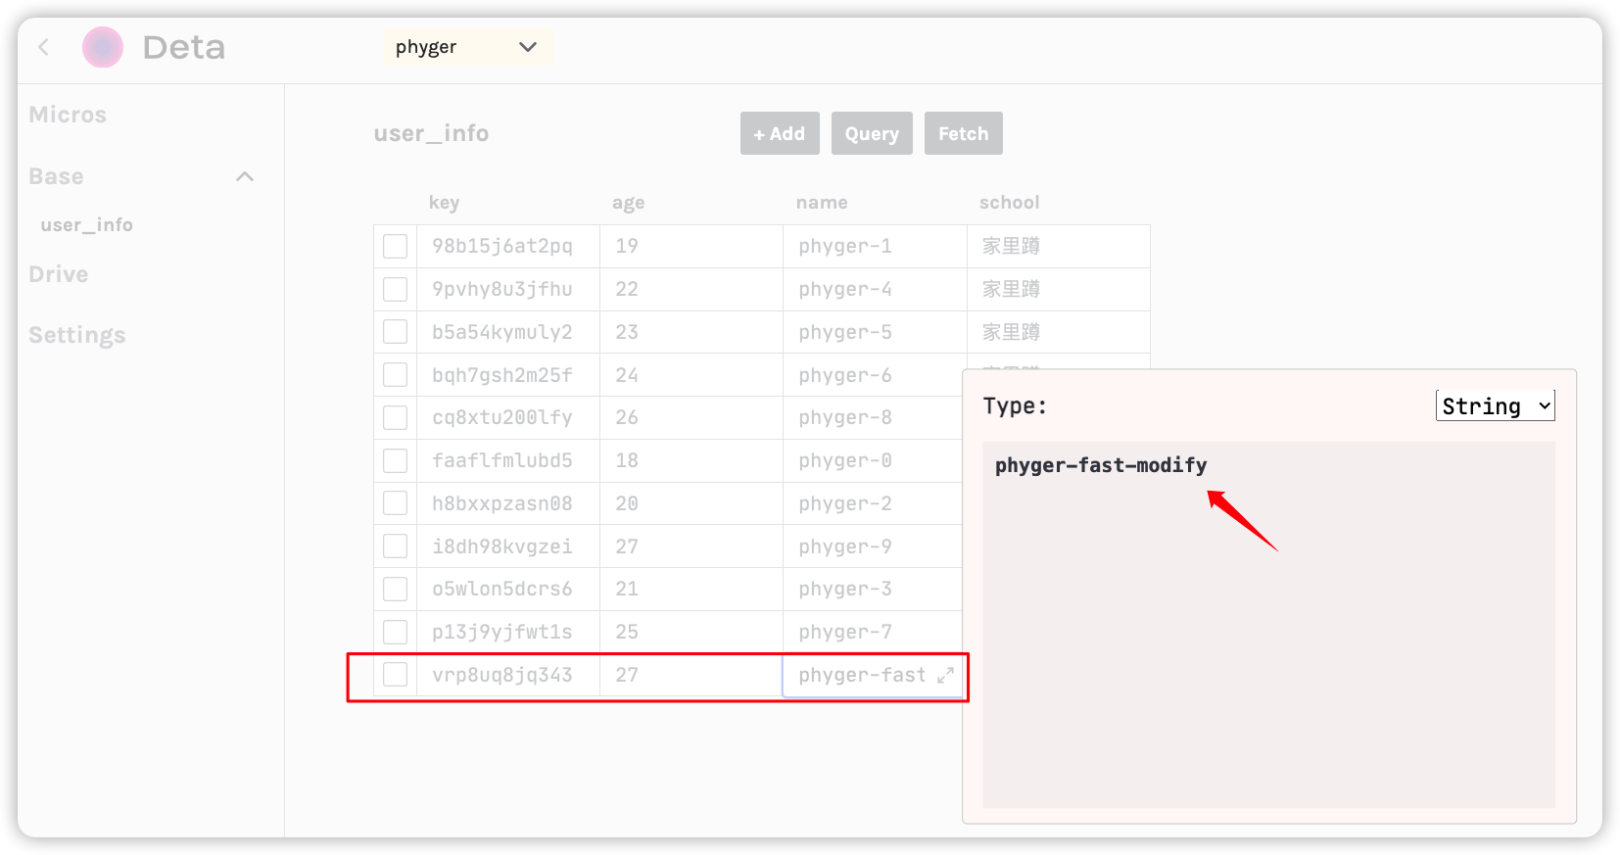 Deta
phyger
Micros
Base
user_info
Drive
Settings
user_info
+ Add
Query
Fetch
key age name school
98b15j6at2pq 19 phyger-1 家里蹲
9pvhy8u3jfhu 22 phyger-4 家里蹲
b5a54kymuly2 23 phyger-5 家里蹲
bqh7gsh2m25f 24 phyger-6
cq8xtu200lfy 26 phyger-8
faaflfmlubd5 18 phyger-0
h8bxxpzasn08 20 phyger-2
i8dh98kvgzei 27 phyger-9
o5wlon5dcrs6 21 phyger-3
p13j9yjfwt1s 25 phyger-7
vrp8uq8jq343 27 phyger-fast
Type: String
phyger-fast-modify